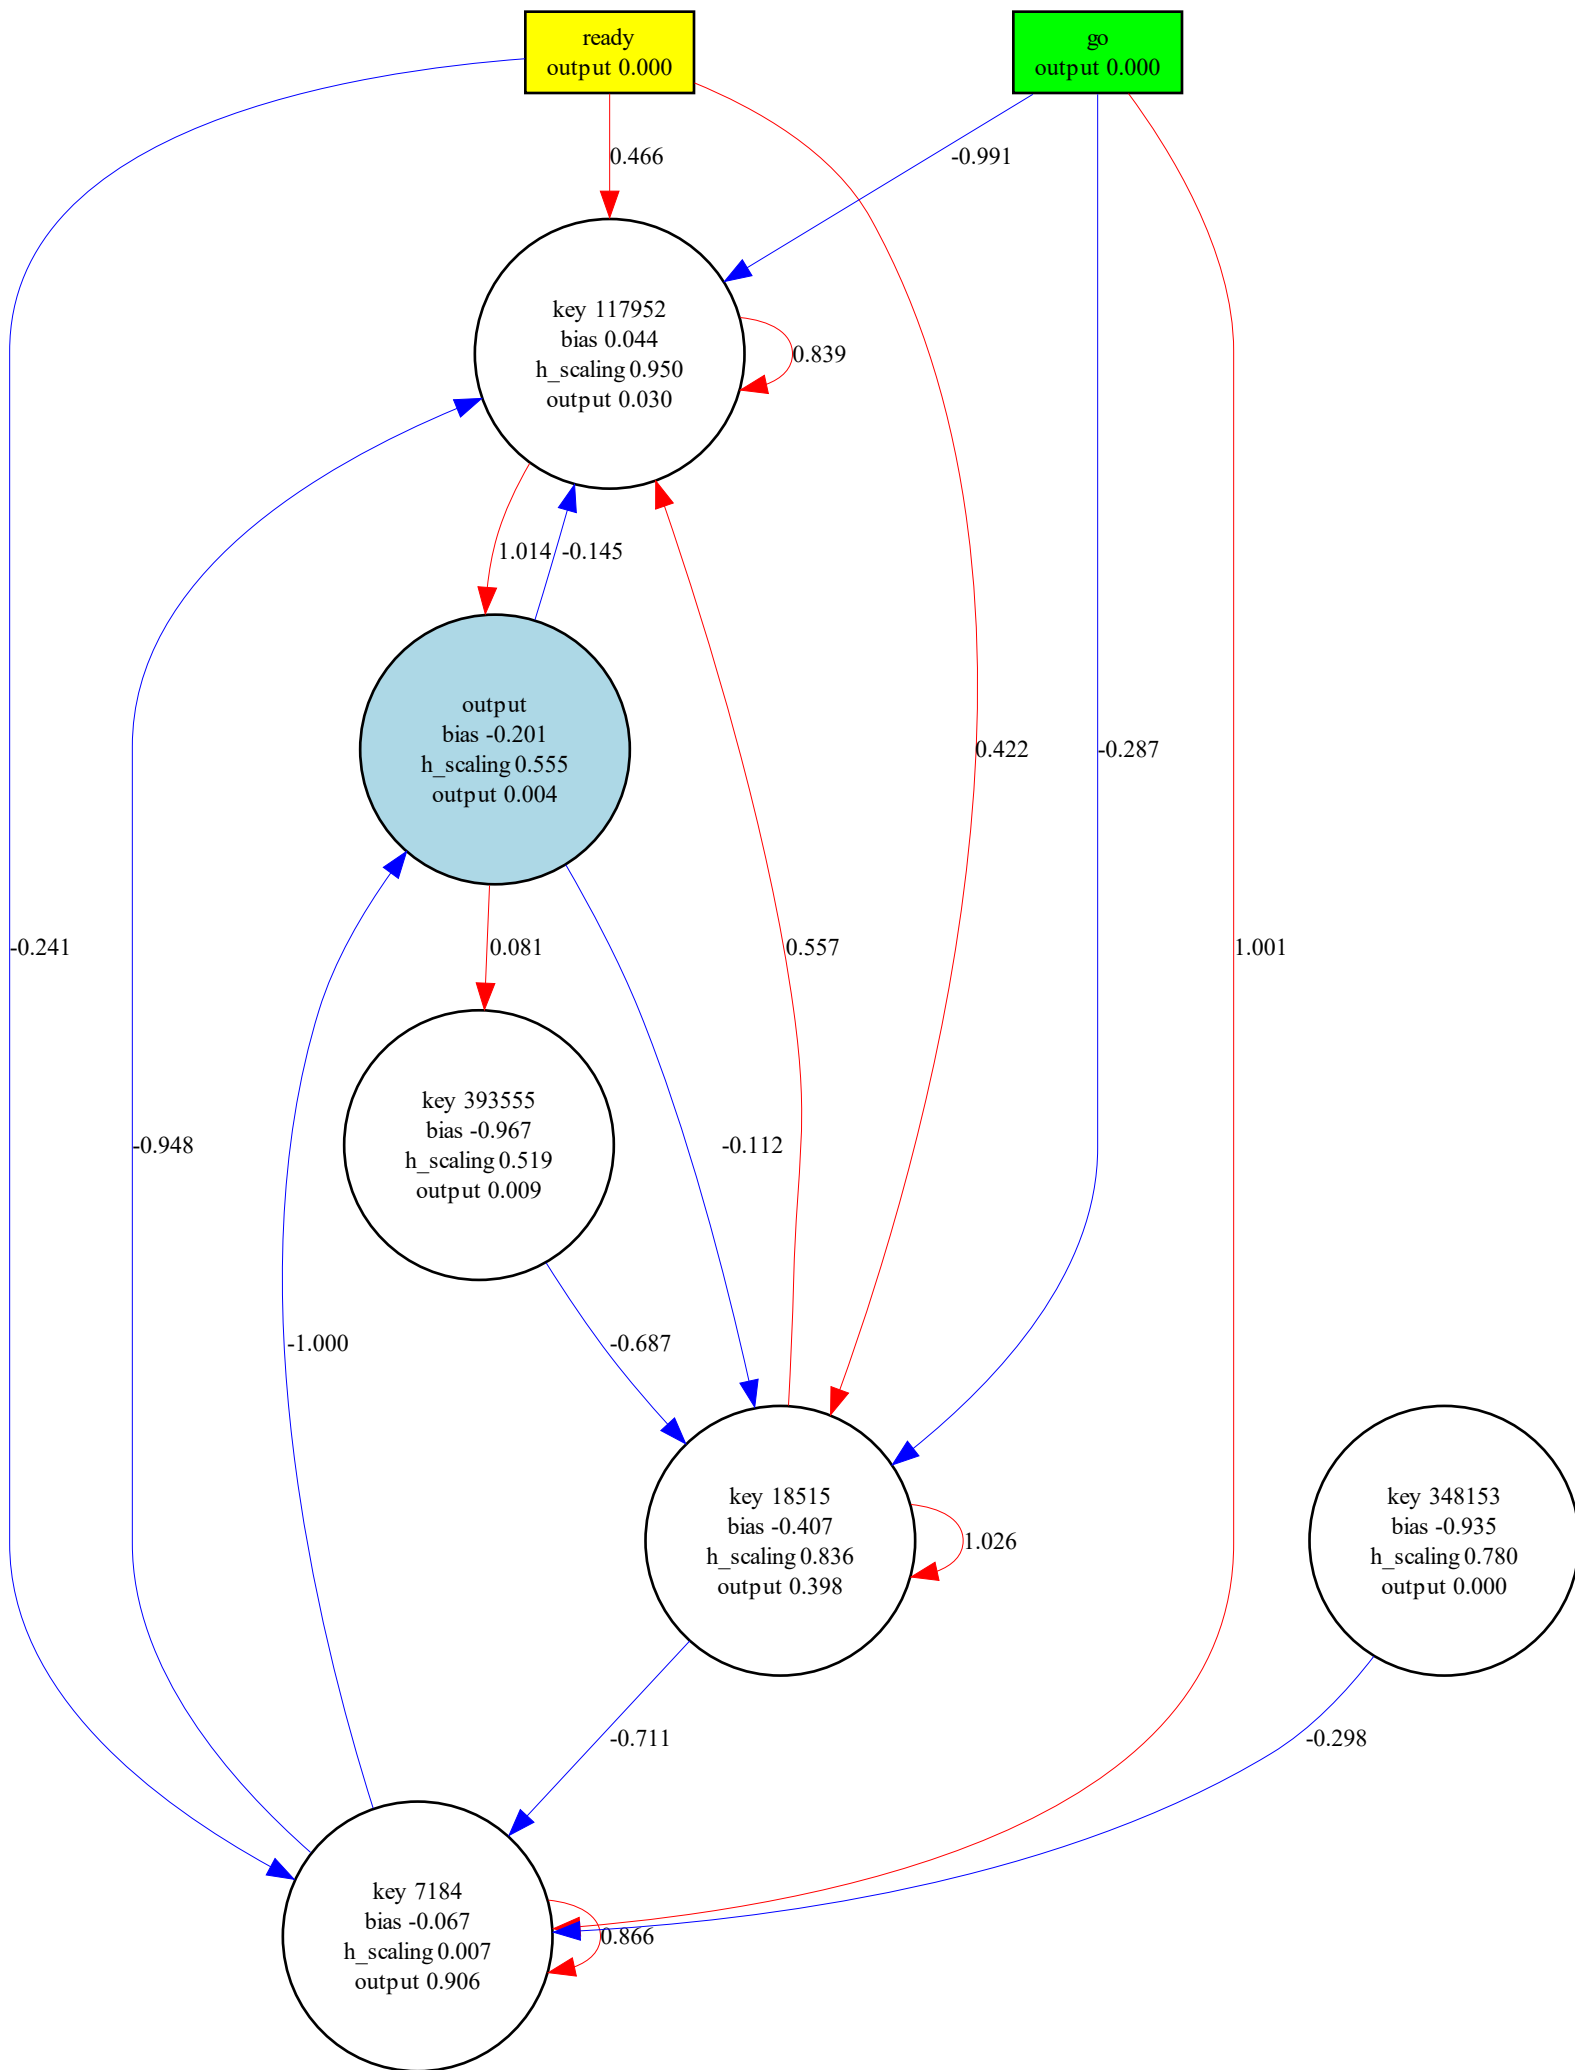 ready
output 0.000
go
output 0.000
0.466
-0.991
key 117952
bias 0.044
h_scaling 0.950
output 0.030
0.839
1.014
-0.145
output
bias -0.201
h_scaling 0.555
output 0.004
0.422
-0.287
-0.241
0.081
0.557
1.001
key 393555
bias -0.967
h_scaling 0.519
output 0.009
-0.948
-0.112
-1.000
-0.687
key 18515
bias -0.407
h_scaling 0.836
output 0.398
1.026
key 348153
bias -0.935
h_scaling 0.780
output 0.000
-0.711
-0.298
key 7184
bias -0.067
h_scaling 0.007
output 0.906
0.866